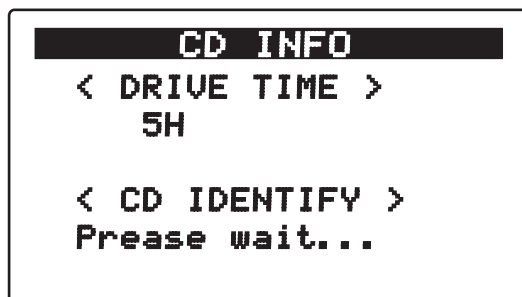 CD INFO
< DRIVE TIME >
5H
< CD IDENTIFY >
Prease wait...